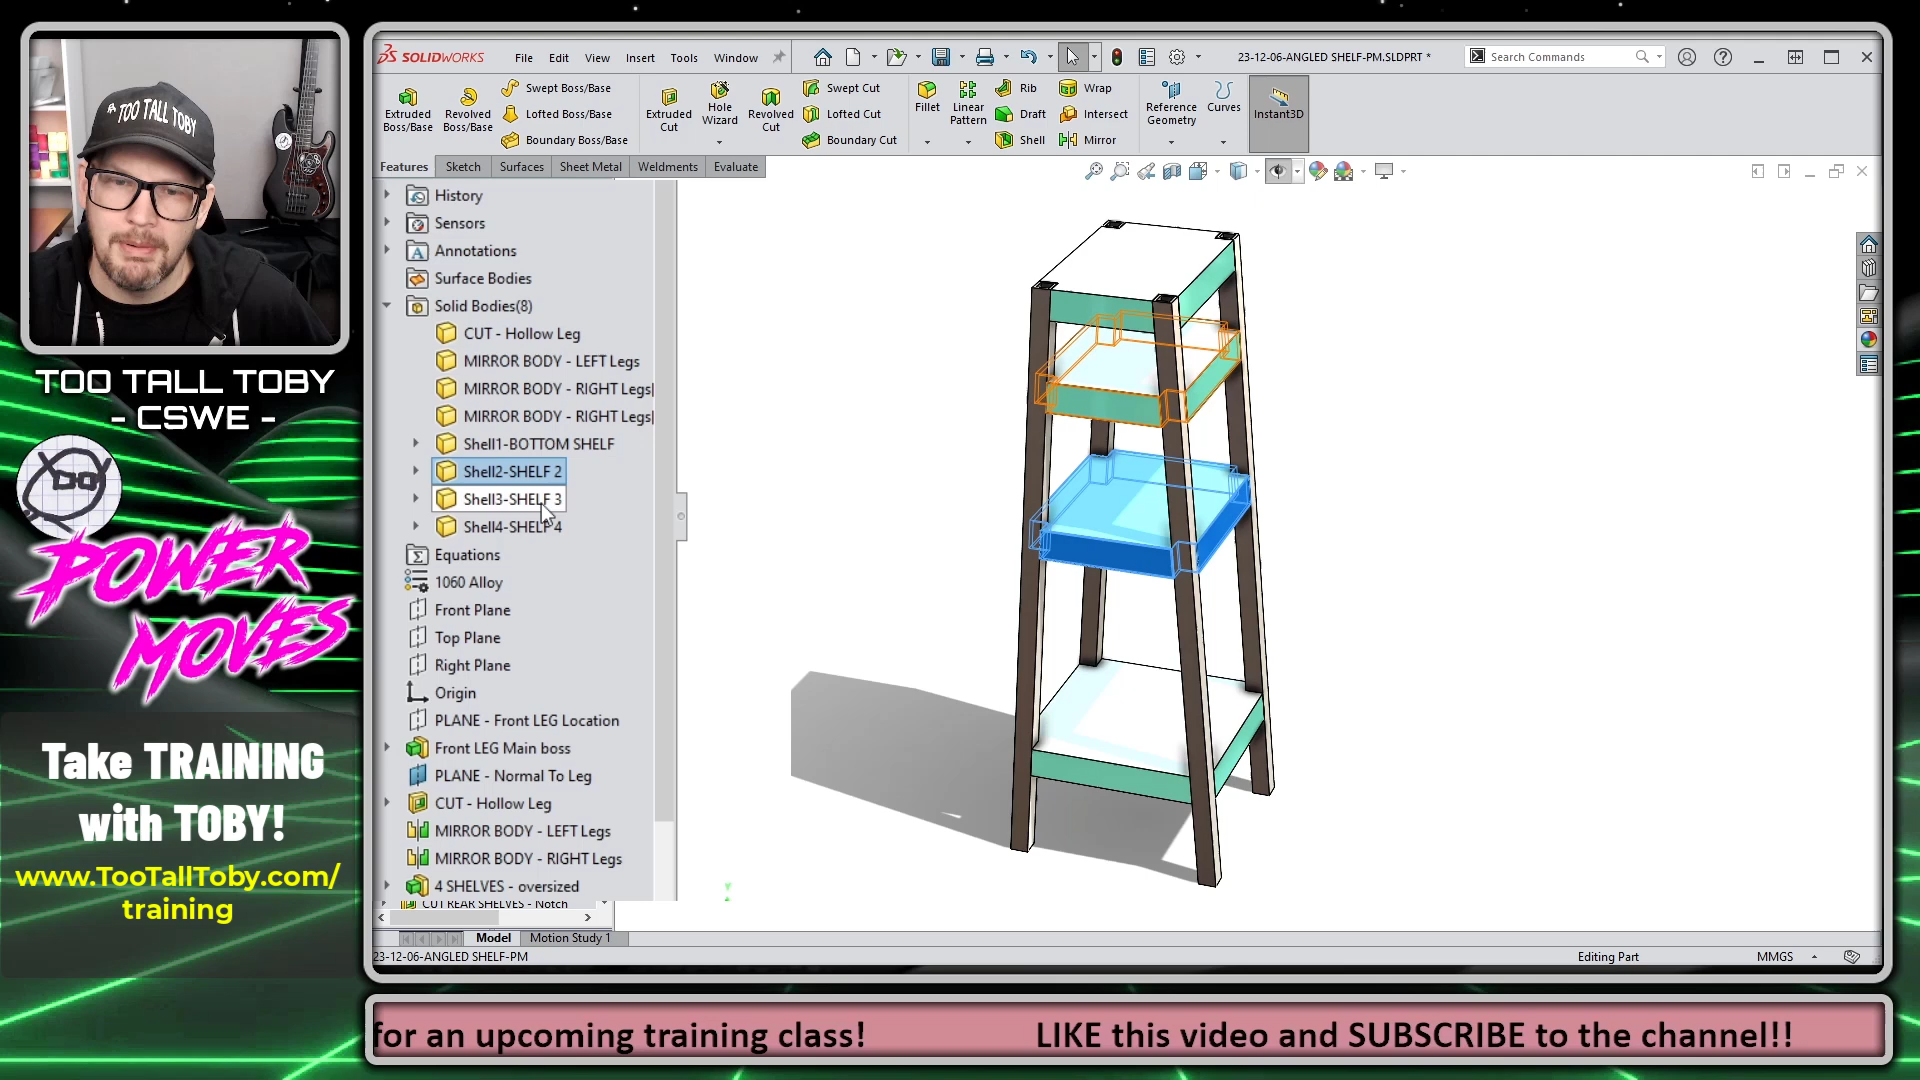 TOO TALL TOBY
TOO TALL TOBY
- CSWE -
POWER
MOVES
Take TRAINING
with TOBY!
www.TooTallToby.com/
training
SOLIDWORKS
File
Edit
View
Insert
Tools
Window
23-12-06-ANGLED SHELF-PM.SLDPRT *
Search Commands
Extruded
Boss/Base
Revolved
Boss/Base
Swept Boss/Base
Lofted Boss/Base
Boundary Boss/Base
Extruded
Cut
Hole
Wizard
Revolved
Cut
Swept Cut
Lofted Cut
Boundary Cut
Fillet
Linear
Pattern
Rib
Draft
Shell
Wrap
Intersect
Mirror
Reference
Geometry
Curves
Instant3D
Features
Sketch
Surfaces
Sheet Metal
Weldments
Evaluate
History
Sensors
Annotations
Surface Bodies
Solid Bodies(8)
CUT - Hollow Leg
MIRROR BODY - LEFT Legs
MIRROR BODY - RIGHT Legs[
MIRROR BODY - RIGHT Legs[
Shell1-BOTTOM SHELF
Shell2-SHELF 2
Shell3-SHELF 3
Shell4-SHELF 4
Equations
1060 Alloy
Front Plane
Top Plane
Right Plane
Origin
PLANE - Front LEG Location
Front LEG Main boss
PLANE - Normal To Leg
CUT - Hollow Leg
MIRROR BODY - LEFT Legs
MIRROR BODY - RIGHT Legs
4 SHELVES - oversized
CUT REAR SHELVES - Notch
Model
Motion Study 1
23-12-06-ANGLED SHELF-PM
Editing Part
MMGS
for an upcoming training class!
LIKE this video and SUBSCRIBE to the channel!!